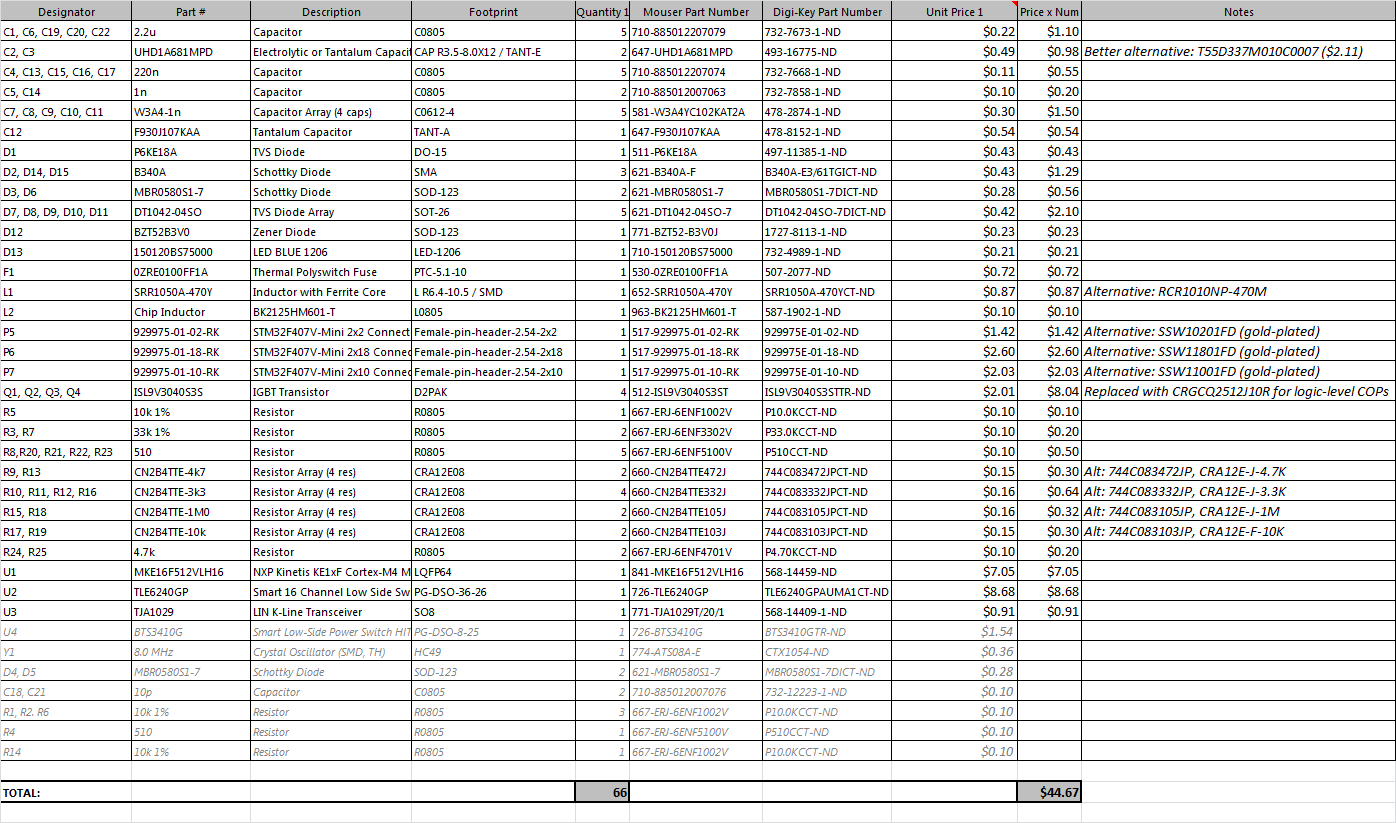 Designator Part # Description Footprint Quantity 1 Mouser Part Number Digi-Key Part Number Unit Price 1 Price x Num Notes
C1, C6, C19, C20, C22 2.2u Capacitor C0805 5 710-885012207079 732-7673-1-ND $0.22 $1.10
C2, C3 UHD1A681MPD Electrolytic or Tantalum Capacit CAP R3.5-8.0X12 / TANT-E 2 647-UHD1A681MPD 493-16775-ND $0.49 $0.98 Better alternative: T55D337M010C0007 ($2.11)
C4, C13, C15, C16, C17 220n Capacitor C0805 5 710-885012207074 732-7668-1-ND $0.11 $0.55
C5, C14 1n Capacitor C0805 2 710-885012007063 732-7858-1-ND $0.10 $0.20
C7, C8, C9, C10, C11 W3A4-1n Capacitor Array (4 caps) C0612-4 5 581-W3A4YC102KAT2A 478-2874-1-ND $0.30 $1.50
C12 F930J107KAA Tantalum Capacitor TANT-A 1 647-F930J107KAA 478-8152-1-ND $0.54 $0.54
D1 P6KE18A TVS Diode DO-15 1 511-P6KE18A 497-11385-1-ND $0.43 $0.43
D2, D14, D15 B340A Schottky Diode SMA 3 621-B340A-F B340A-E3/61TGICT-ND $0.43 $1.29
D3, D6 MBR0580S1-7 Schottky Diode SOD-123 2 621-MBR0580S1-7 MBR0580S1-7DICT-ND $0.28 $0.56
D7, D8, D9, D10, D11 DT1042-04SO TVS Diode Array SOT-26 5 621-DT1042-04SO-7 DT1042-04SO-7DICT-ND $0.42 $2.10
D12 BZT52B3V0 Zener Diode SOD-123 1 771-BZT52-B3V0J 1727-8113-1-ND $0.23 $0.23
D13 150120BS75000 LED BLUE 1206 LED-1206 1 710-150120BS75000 732-4989-1-ND $0.21 $0.21
F1 0ZRE0100FF1A Thermal Polyswitch Fuse PTC-5.1-10 1 530-0ZRE0100FF1A 507-2077-ND $0.72 $0.72
L1 SRR1050A-470Y Inductor with Ferrite Core L R6.4-10.5 / SMD 1 652-SRR1050A-470Y SRR1050A-470YCT-ND $0.87 $0.87 Alternative: RCR1010NP-470M
L2 Chip Inductor BK2125HM601-T L0805 1 963-BK2125HM601-T 587-1902-1-ND $0.10 $0.10
P5 929975-01-02-RK STM32F407V-Mini 2x2 Connect Female-pin-header-2.54-2x2 1 517-929975-01-02-RK 929975E-01-02-ND $1.42 $1.42 Alternative: SSW10201FD (gold-plated)
P6 929975-01-18-RK STM32F407V-Mini 2x18 Connec Female-pin-header-2.54-2x18 1 517-929975-01-18-RK 929975E-01-18-ND $2.60 $2.60 Alternative: SSW11801FD (gold-plated)
P7 929975-01-10-RK STM32F407V-Mini 2x10 Connec Female-pin-header-2.54-2x10 1 517-929975-01-10-RK 929975E-01-10-ND $2.03 $2.03 Alternative: SSW11001FD (gold-plated)
Q1, Q2, Q3, Q4 ISL9V3040S3S IGBT Transistor D2PAK 4 512-ISL9V3040S3ST ISL9V3040S3STTR-ND $2.01 $8.04 Replaced with CRGCQ2512J10R for logic-level COPs
R5 10k 1% Resistor R0805 1 667-ERJ-6ENF1002V P10.0KCCT-ND $0.10 $0.10
R3, R7 33k 1% Resistor R0805 2 667-ERJ-6ENF3302V P33.0KCCT-ND $0.10 $0.20
R8,R20, R21, R22, R23 510 Resistor R0805 5 667-ERJ-6ENF5100V P510CCT-ND $0.10 $0.50
R9, R13 CN2B4TTE-4k7 Resistor Array (4 res) CRA12E08 2 660-CN2B4TTE472J 744C083472JPCT-ND $0.15 $0.30 Alt: 744C083472JP, CRA12E-J-4.7K
R10, R11, R12, R16 CN2B4TTE-3k3 Resistor Array (4 res) CRA12E08 4 660-CN2B4TTE332J 744C083332JPCT-ND $0.16 $0.64 Alt: 744C083332JP, CRA12E-J-3.3K
R15, R18 CN2B4TTE-1M0 Resistor Array (4 res) CRA12E08 2 660-CN2B4TTE105J 744C083105JPCT-ND $0.16 $0.32 Alt: 744C083105JP, CRA12E-J-1M
R17, R19 CN2B4TTE-10k Resistor Array (4 res) CRA12E08 2 660-CN2B4TTE103J 744C083103JPCT-ND $0.15 $0.30 Alt: 744C083103JP, CRA12E-F-10K
R24, R25 4.7k Resistor R0805 2 667-ERJ-6ENF4701V P4.70KCCT-ND $0.10 $0.20
U1 MKE16F512VLH16 NXP Kinetis KE1xF Cortex-M4 M LQFP64 1 841-MKE16F512VLH16 568-14459-ND $7.05 $7.05
U2 TLE6240GP Smart 16 Channel Low Side Sw PG-DSO-36-26 1 726-TLE6240GP TLE6240GPAUMA1CT-ND $8.68 $8.68
U3 TJA1029 LIN K-Line Transceiver SO8 1 771-TJA1029T/20/1 568-14409-1-ND $0.91 $0.91
U4 BTS3410G Smart Low-Side Power Switch HIT PG-DSO-8-25 1 726-BTS3410G BTS3410GTR-ND $1.54
Y1 8.0 MHz Crystal Oscillator (SMD, TH) HC49 1 774-ATS08A-E CTX1054-ND $0.36
D4, D5 MBR0580S1-7 Schottky Diode SOD-123 2 621-MBR0580S1-7 MBR0580S1-7DICT-ND $0.28
C18, C21 10p Capacitor C0805 2 710-885012007076 732-12223-1-ND $0.10
R1, R2. R6 10k 1% Resistor R0805 3 667-ERJ-6ENF1002V P10.0KCCT-ND $0.10
R4 510 Resistor R0805 1 667-ERJ-6ENF5100V P510CCT-ND $0.10
R14 10k 1% Resistor R0805 1 667-ERJ-6ENF1002V P10.0KCCT-ND $0.10
TOTAL: 66 $44.67